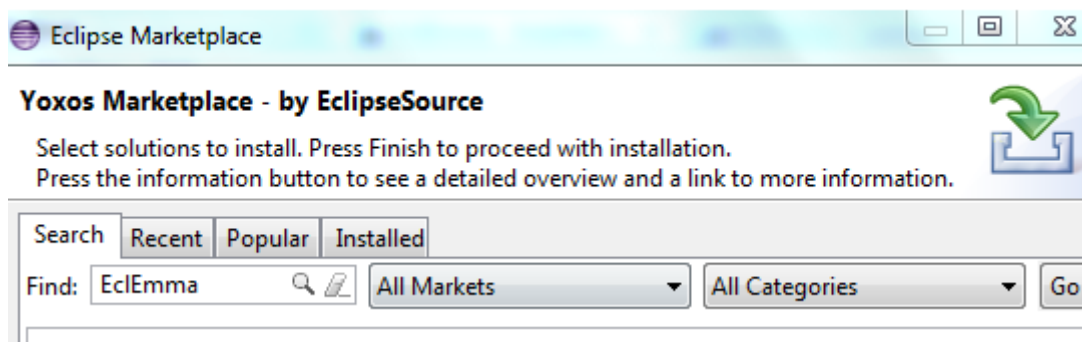 Eclipse Marketplace
Yoxos Marketplace - by EclipseSource
Select solutions to install. Press Finish to proceed with installation.
Press the information button to see a detailed overview and a link to more information.
Search Recent Popular Installed
Find: EclEmma All Markets All Categories Go